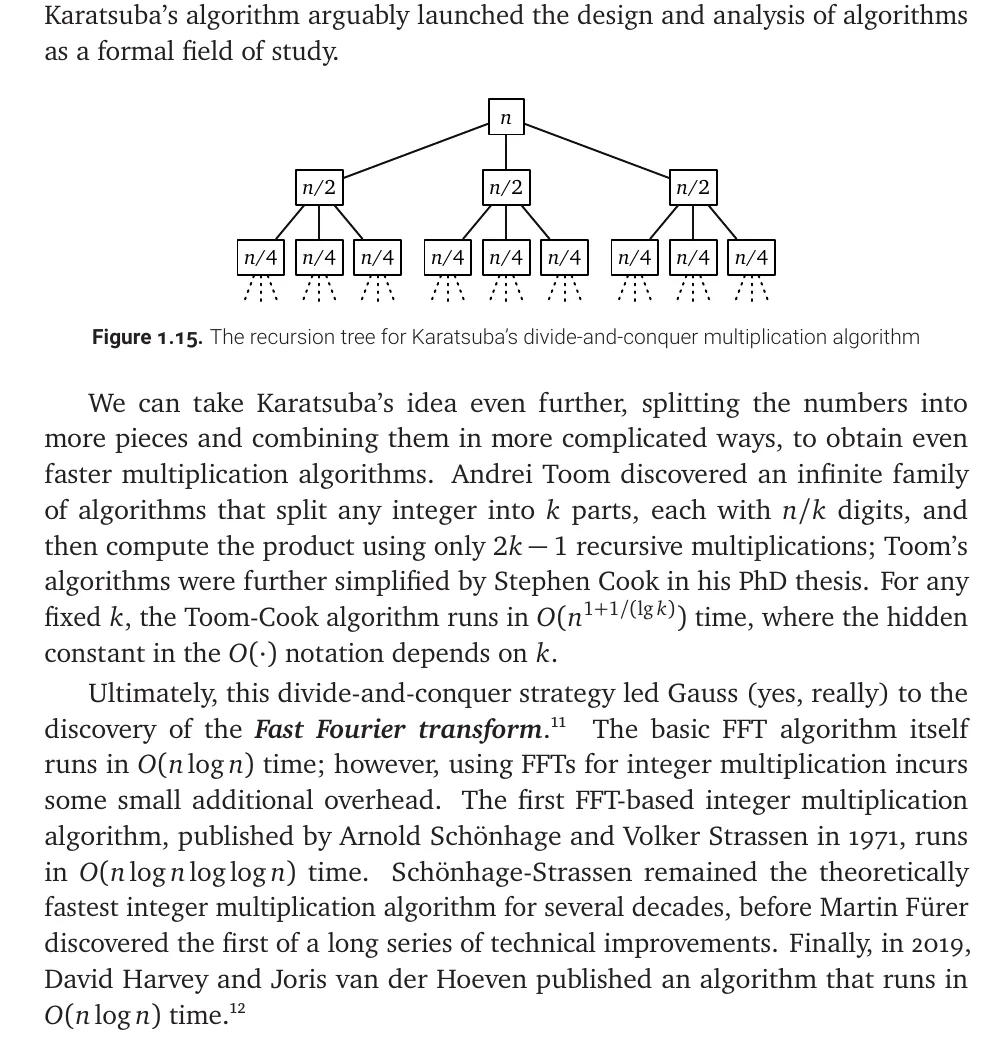 Karatsuba’s algorithm arguably launched the design and analysis of algorithms
as a formal field of study.
n
n/2 n/2 n/2
n/4 n/4 n/4 n/4 n/4 n/4 n/4 n/4 n/4
Figure 1.15. The recursion tree for Karatsuba’s divide-and-conquer multiplication algorithm
We can take Karatsuba’s idea even further, splitting the numbers into
more pieces and combining them in more complicated ways, to obtain even
faster multiplication algorithms. Andrei Toom discovered an infinite family
of algorithms that split any integer into k parts, each with n/k digits, and
then compute the product using only 2k − 1 recursive multiplications; Toom’s
algorithms were further simplified by Stephen Cook in his PhD thesis. For any
fixed k, the Toom-Cook algorithm runs in O(n^{1+1/(lg k)}) time, where the hidden
constant in the O(·) notation depends on k.
Ultimately, this divide-and-conquer strategy led Gauss (yes, really) to the
discovery of the Fast Fourier transform.¹¹ The basic FFT algorithm itself
runs in O(n log n) time; however, using FFTs for integer multiplication incurs
some small additional overhead. The first FFT-based integer multiplication
algorithm, published by Arnold Schönhage and Volker Strassen in 1971, runs
in O(n log n log log n) time. Schönhage-Strassen remained the theoretically
fastest integer multiplication algorithm for several decades, before Martin Fürer
discovered the first of a long series of technical improvements. Finally, in 2019,
David Harvey and Joris van der Hoeven published an algorithm that runs in
O(n log n) time.¹²